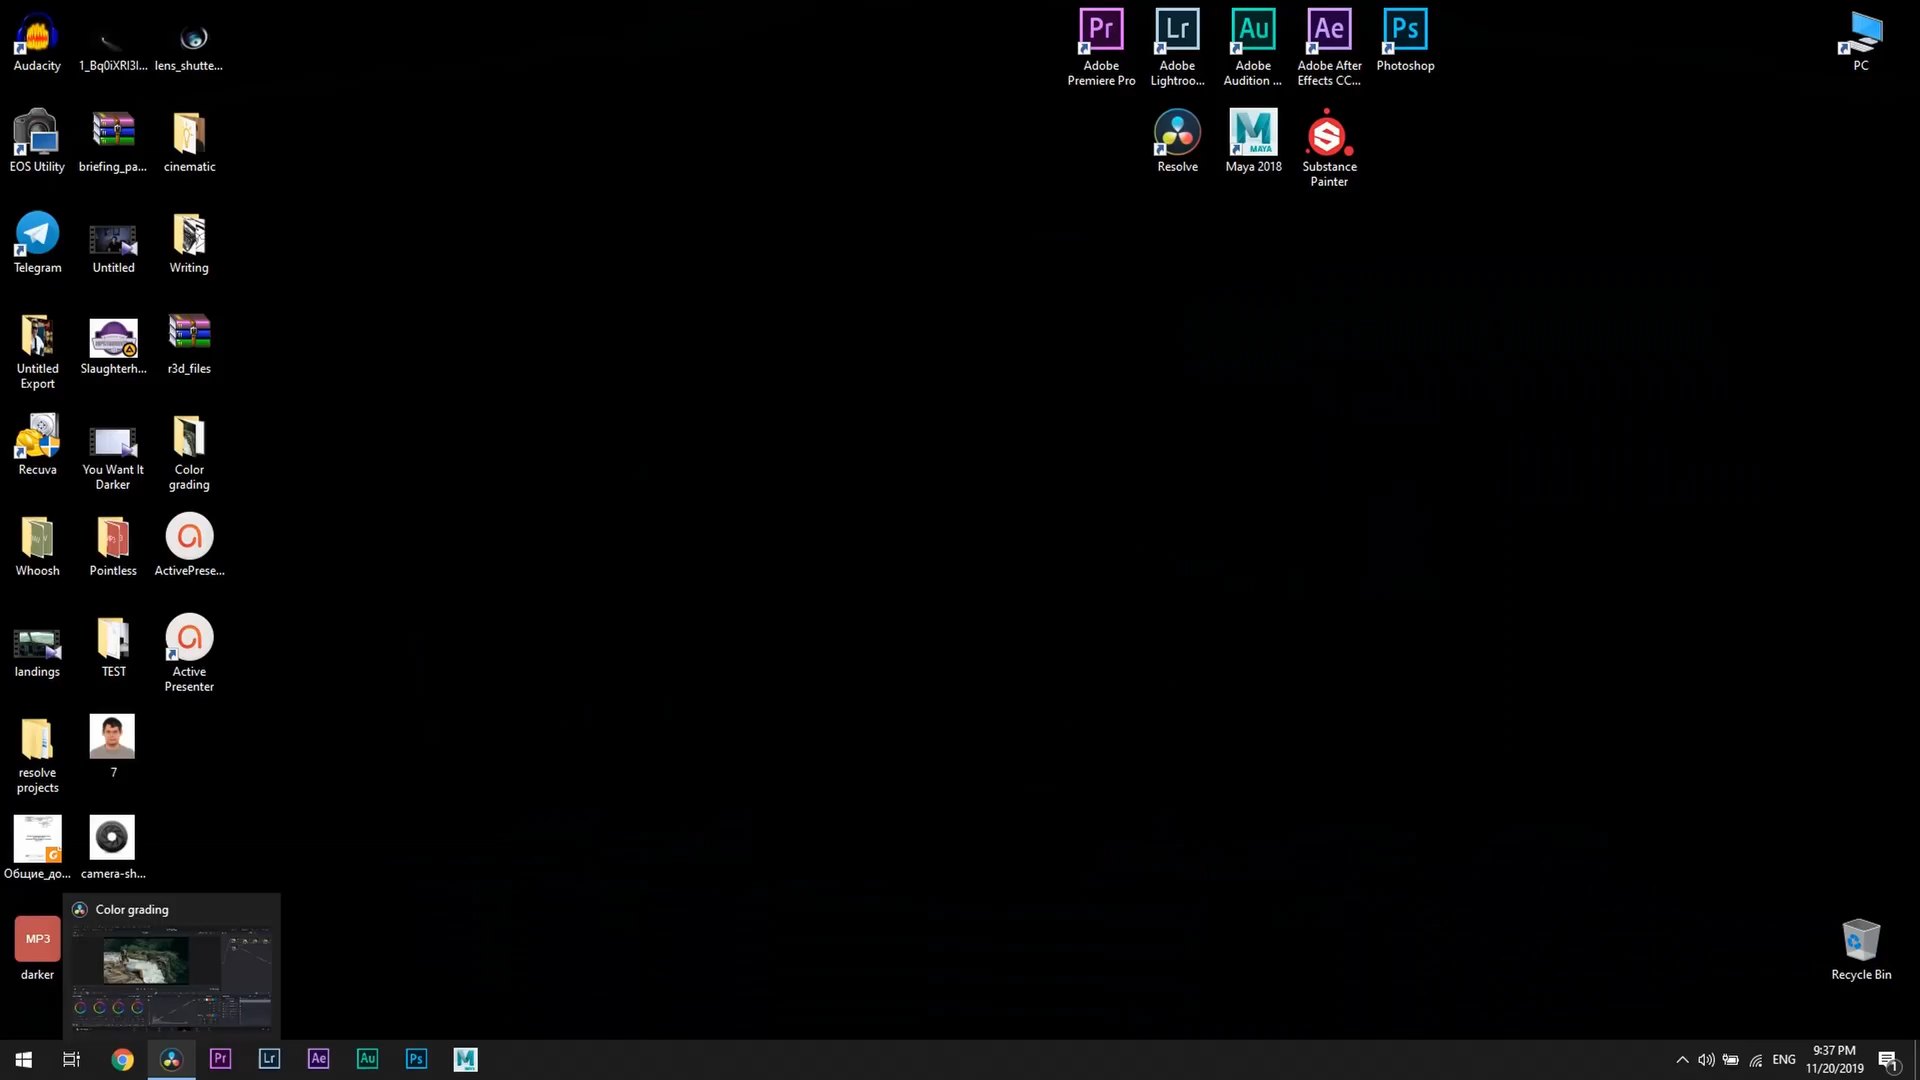 Audacity
1_Bq0iXRl3l...
lens_shutte...
EOS Utility
briefing_pa...
cinematic
Telegram
Untitled
Writing
Untitled
Export
Slaughterh...
r3d_files
Recuva
You Want It
Darker
Color
grading
Whoosh
Pointless
ActivePrese...
landings
TEST
Active
Presenter
resolve
projects
7
Общие_до...
camera-sh...
MP3
darker
Color grading
Pr
Adobe
Premiere Pro
Lr
Adobe
Lightroo...
Au
Adobe
Audition ...
Ae
Adobe After
Effects CC...
Ps
Photoshop
Resolve
M
MAYA
Maya 2018
S
Substance
Painter
PC
Recycle Bin
Pr
Lr
Ae
Au
Ps
M
ENG
9:37 PM
11/20/2019
1